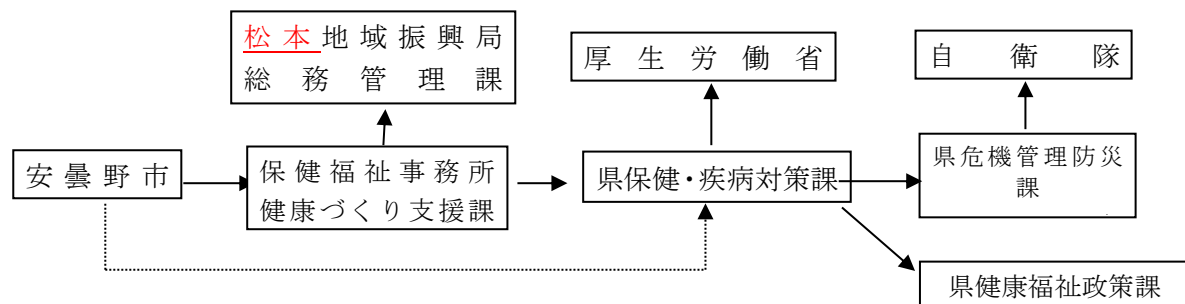 松本地域振興局
総務管理課
厚生労働省
自衛隊
安曇野市
保健福祉事務所
健康づくり支援課
県保健・疾病対策課
県危機管理防災
課
県健康福祉政策課